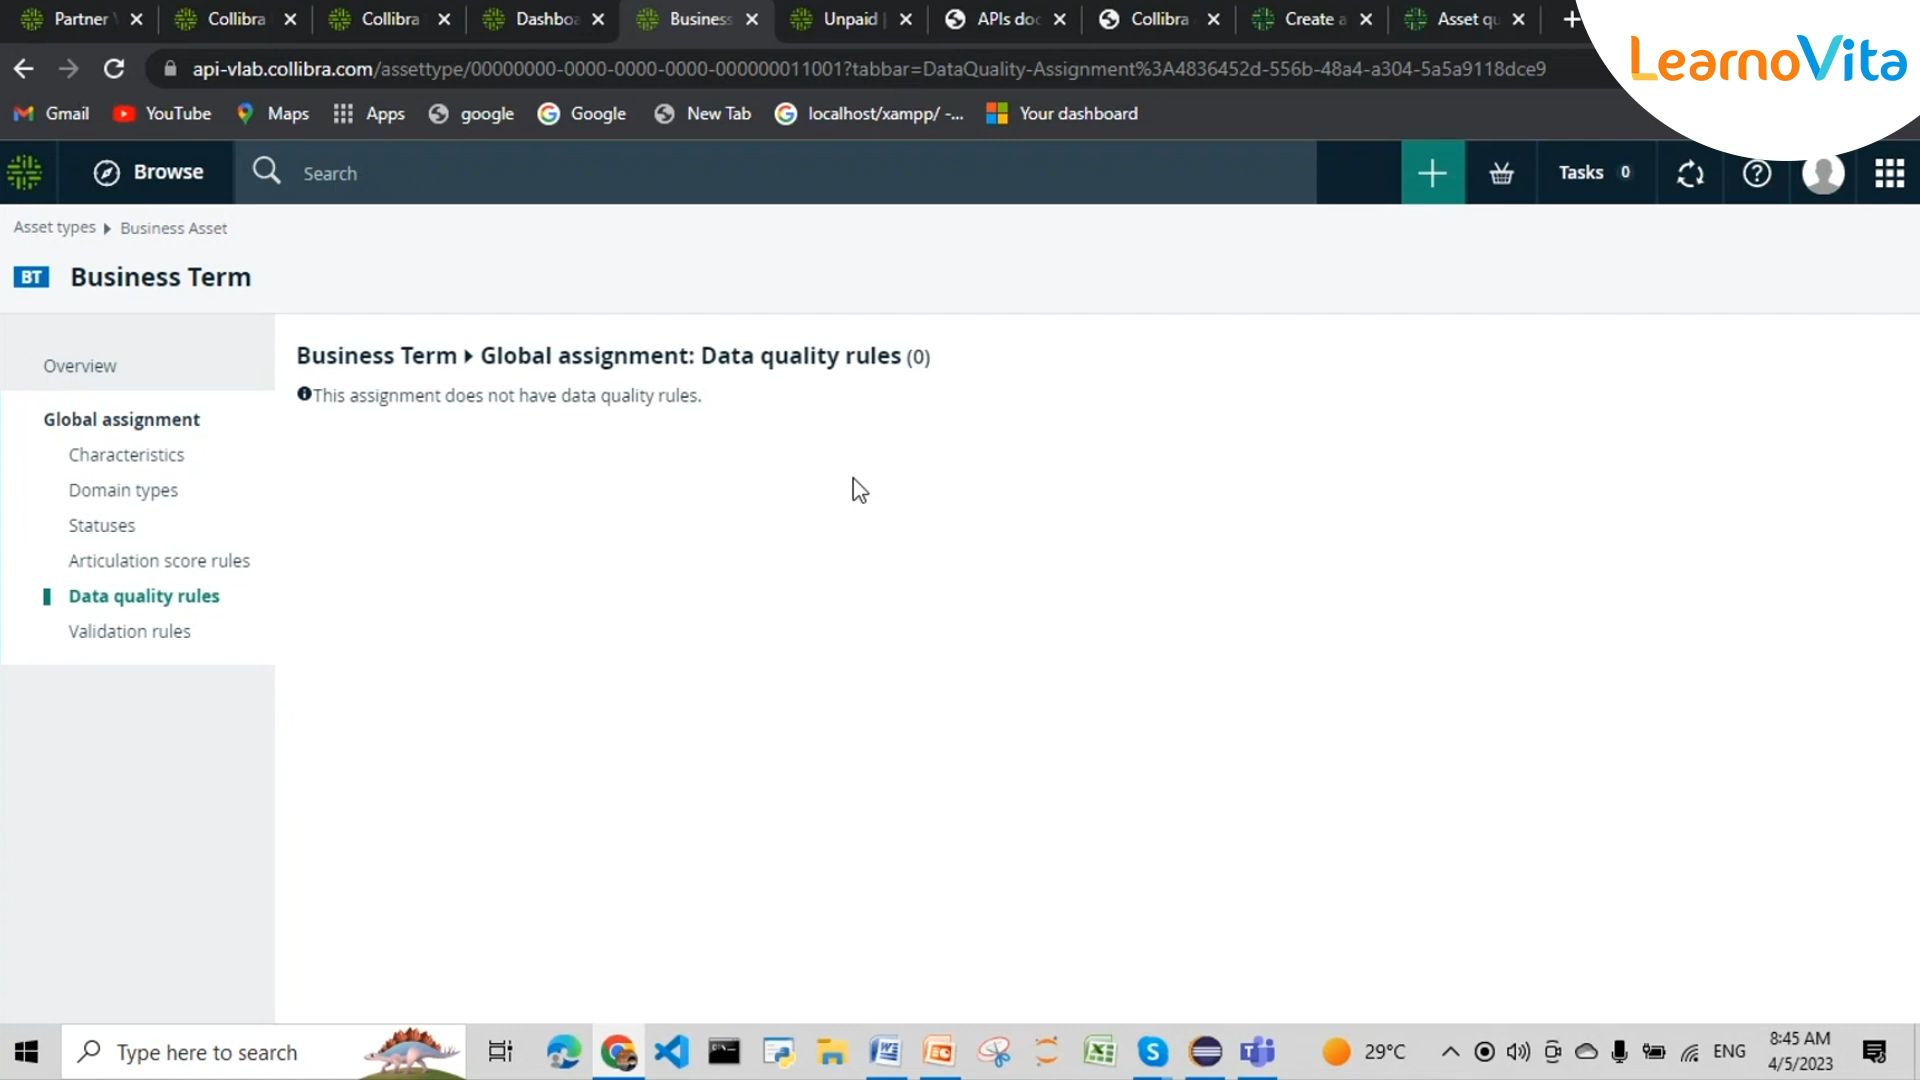 Partner
Collibra
Collibra
Dashbo
Business
Unpaid |
APIs do
Collibra
Create a
Asset qu
LearnoVita
api-vlab.collibra.com/assettype/00000000-0000-0000-0000-000000011001?tabbar=DataQuality-Assignment%3A4836452d-556b-48a4-a304-5a5a9118dce9
Gmail
YouTube
Maps
Apps
google
Google
New Tab
localhost/xampp/ -...
Your dashboard
Browse
Search
Tasks 0
Asset types
Business Asset
BT
Business Term
Overview
Global assignment
Characteristics
Domain types
Statuses
Articulation score rules
Data quality rules
Validation rules
Business Term
Global assignment: Data quality rules (0)
This assignment does not have data quality rules.
Type here to search
29°C
ENG
8:45 AM
4/5/2023